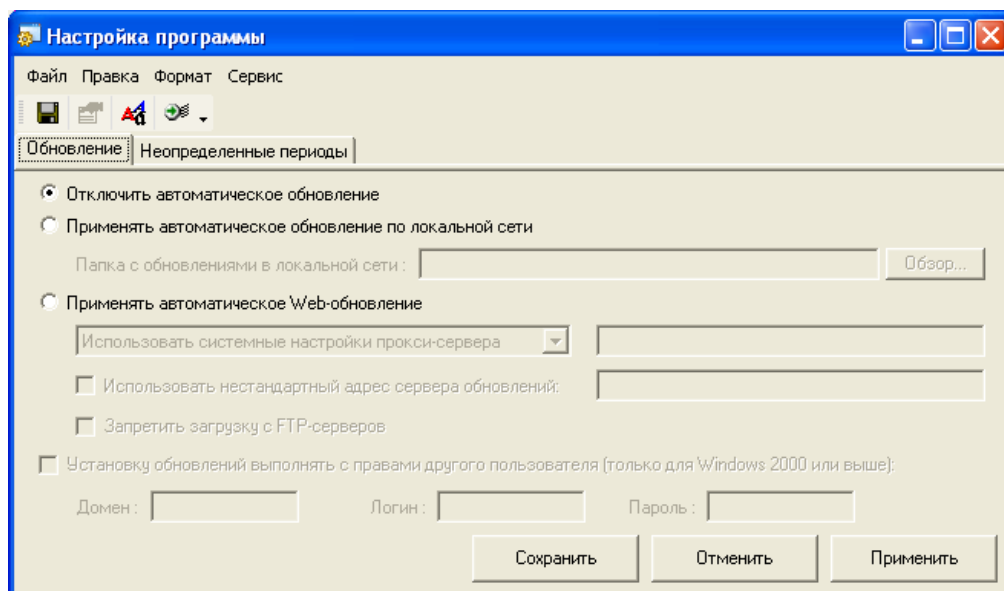 Настройка программы
Файл Правка Формат Сервис
Обновление Неопределенные периоды
Отключить автоматическое обновление
Применять автоматическое обновление по локальной сети
Папка с обновлениями в локальной сети : Обзор...
Применять автоматическое Web-обновление
Использовать системные настройки прокси-сервера
Использовать нестандартный адрес сервера обновлений:
Запретить загрузку с FTP-серверов
Установку обновлений выполнять с правами другого пользователя (только для Windows 2000 или выше):
Домен : Логин : Пароль :
Сохранить Отменить Применить